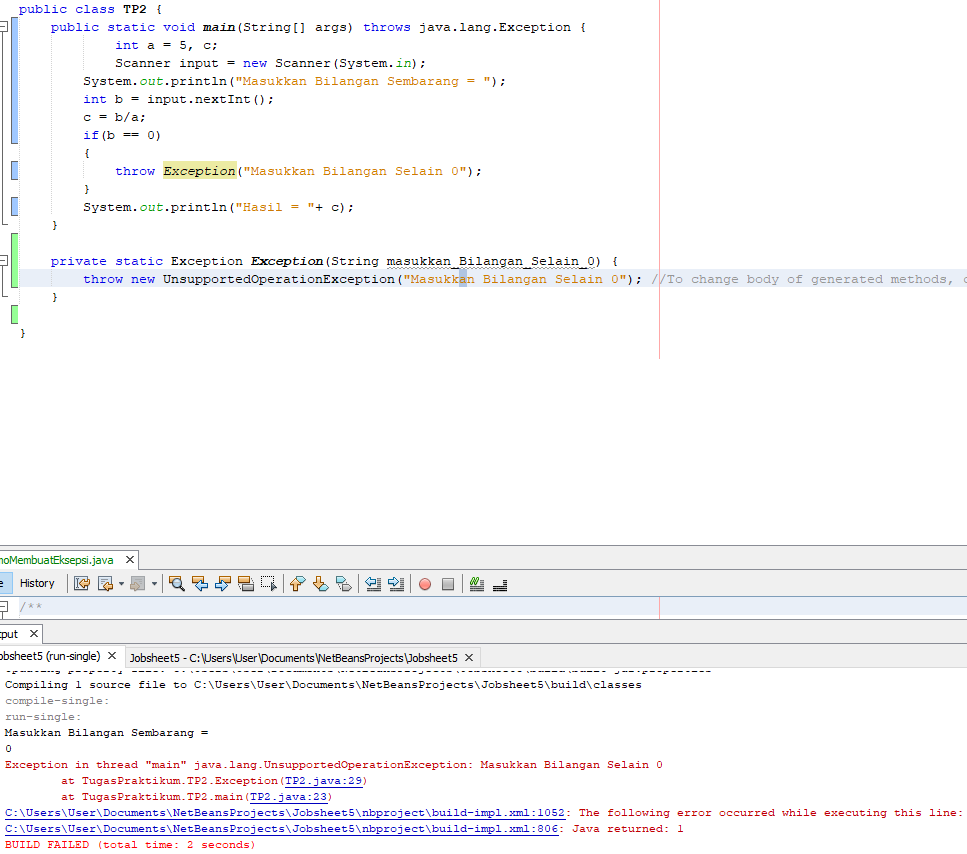 public class TP2 {
public static void main(String[] args) throws java.lang.Exception {
int a = 5, c;
Scanner input = new Scanner(System.in);
System.out.println("Masukkan Bilangan Sembarang = ");
int b = input.nextInt();
c = b/a;
if(b == 0)
{
throw Exception("Masukkan Bilangan Selain 0");
}
System.out.println("Hasil = "+ c);
}
private static Exception Exception(String masukkan_Bilangan_Selain_0) {
throw new UnsupportedOperationException("Masukkan Bilangan Selain 0"); //To change body of generated methods, c
}
}
noMembuatEksepsi.java
e History
/**
tput
obsheet5 (run-single) Jobsheet5 - C:\Users\User\Documents\NetBeansProjects\Jobsheet5
Compiling 1 source file to C:\Users\User\Documents\NetBeansProjects\Jobsheet5\build\classes
compile-single:
run-single:
Masukkan Bilangan Sembarang =
0
Exception in thread "main" java.lang.UnsupportedOperationException: Masukkan Bilangan Selain 0
at TugasPraktikum.TP2.Exception(TP2.java:29)
at TugasPraktikum.TP2.main(TP2.java:23)
C:\Users\User\Documents\NetBeansProjects\Jobsheet5\nbproject\build-impl.xml:1052: The following error occurred while executing this line:
C:\Users\User\Documents\NetBeansProjects\Jobsheet5\nbproject\build-impl.xml:806: Java returned: 1
BUILD FAILED (total time: 2 seconds)